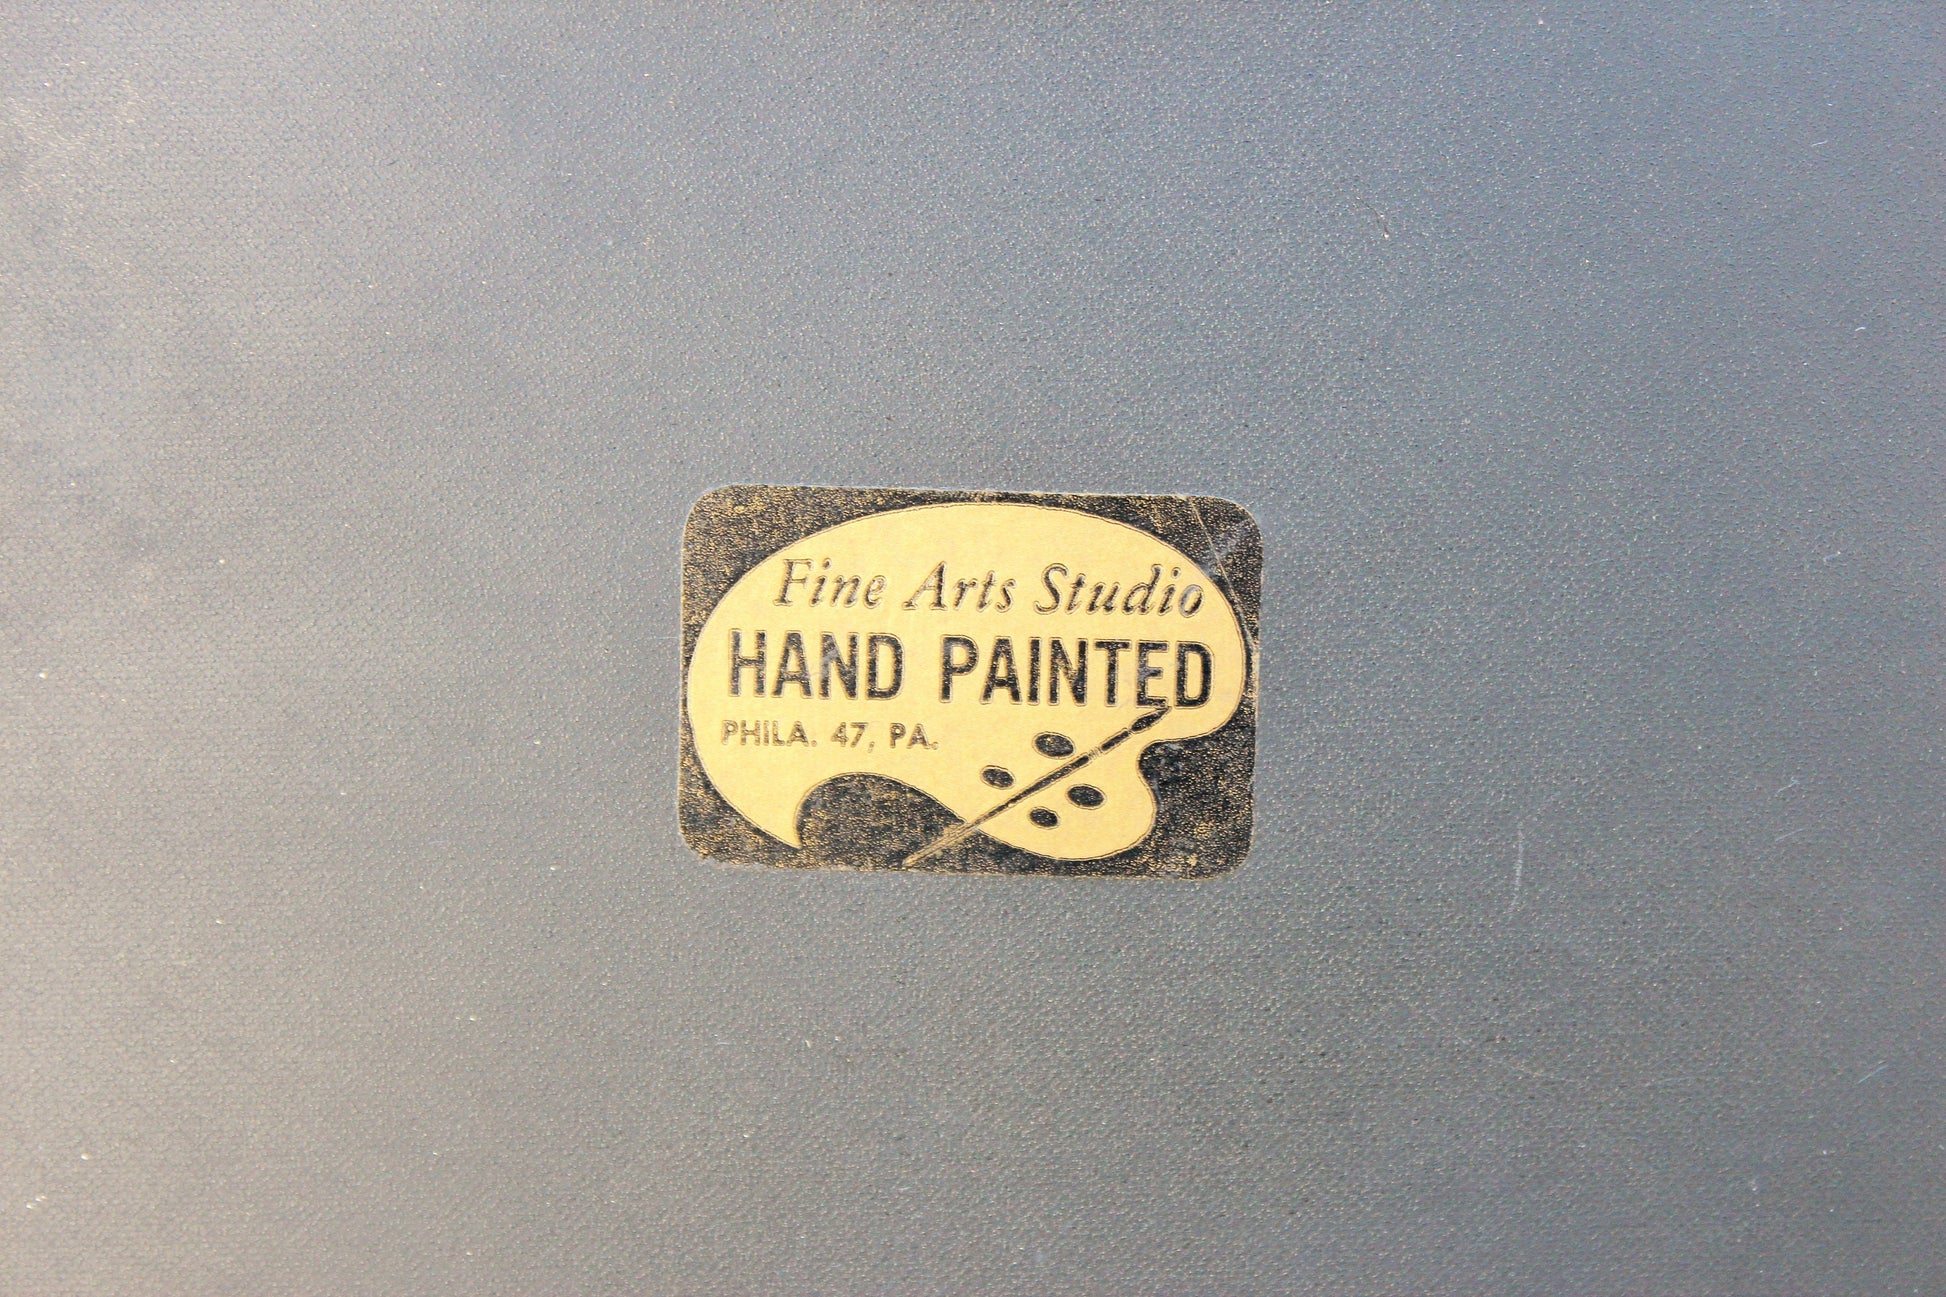 Fine Arts Studio
HAND PAINTED
PHILA. 47, PA.